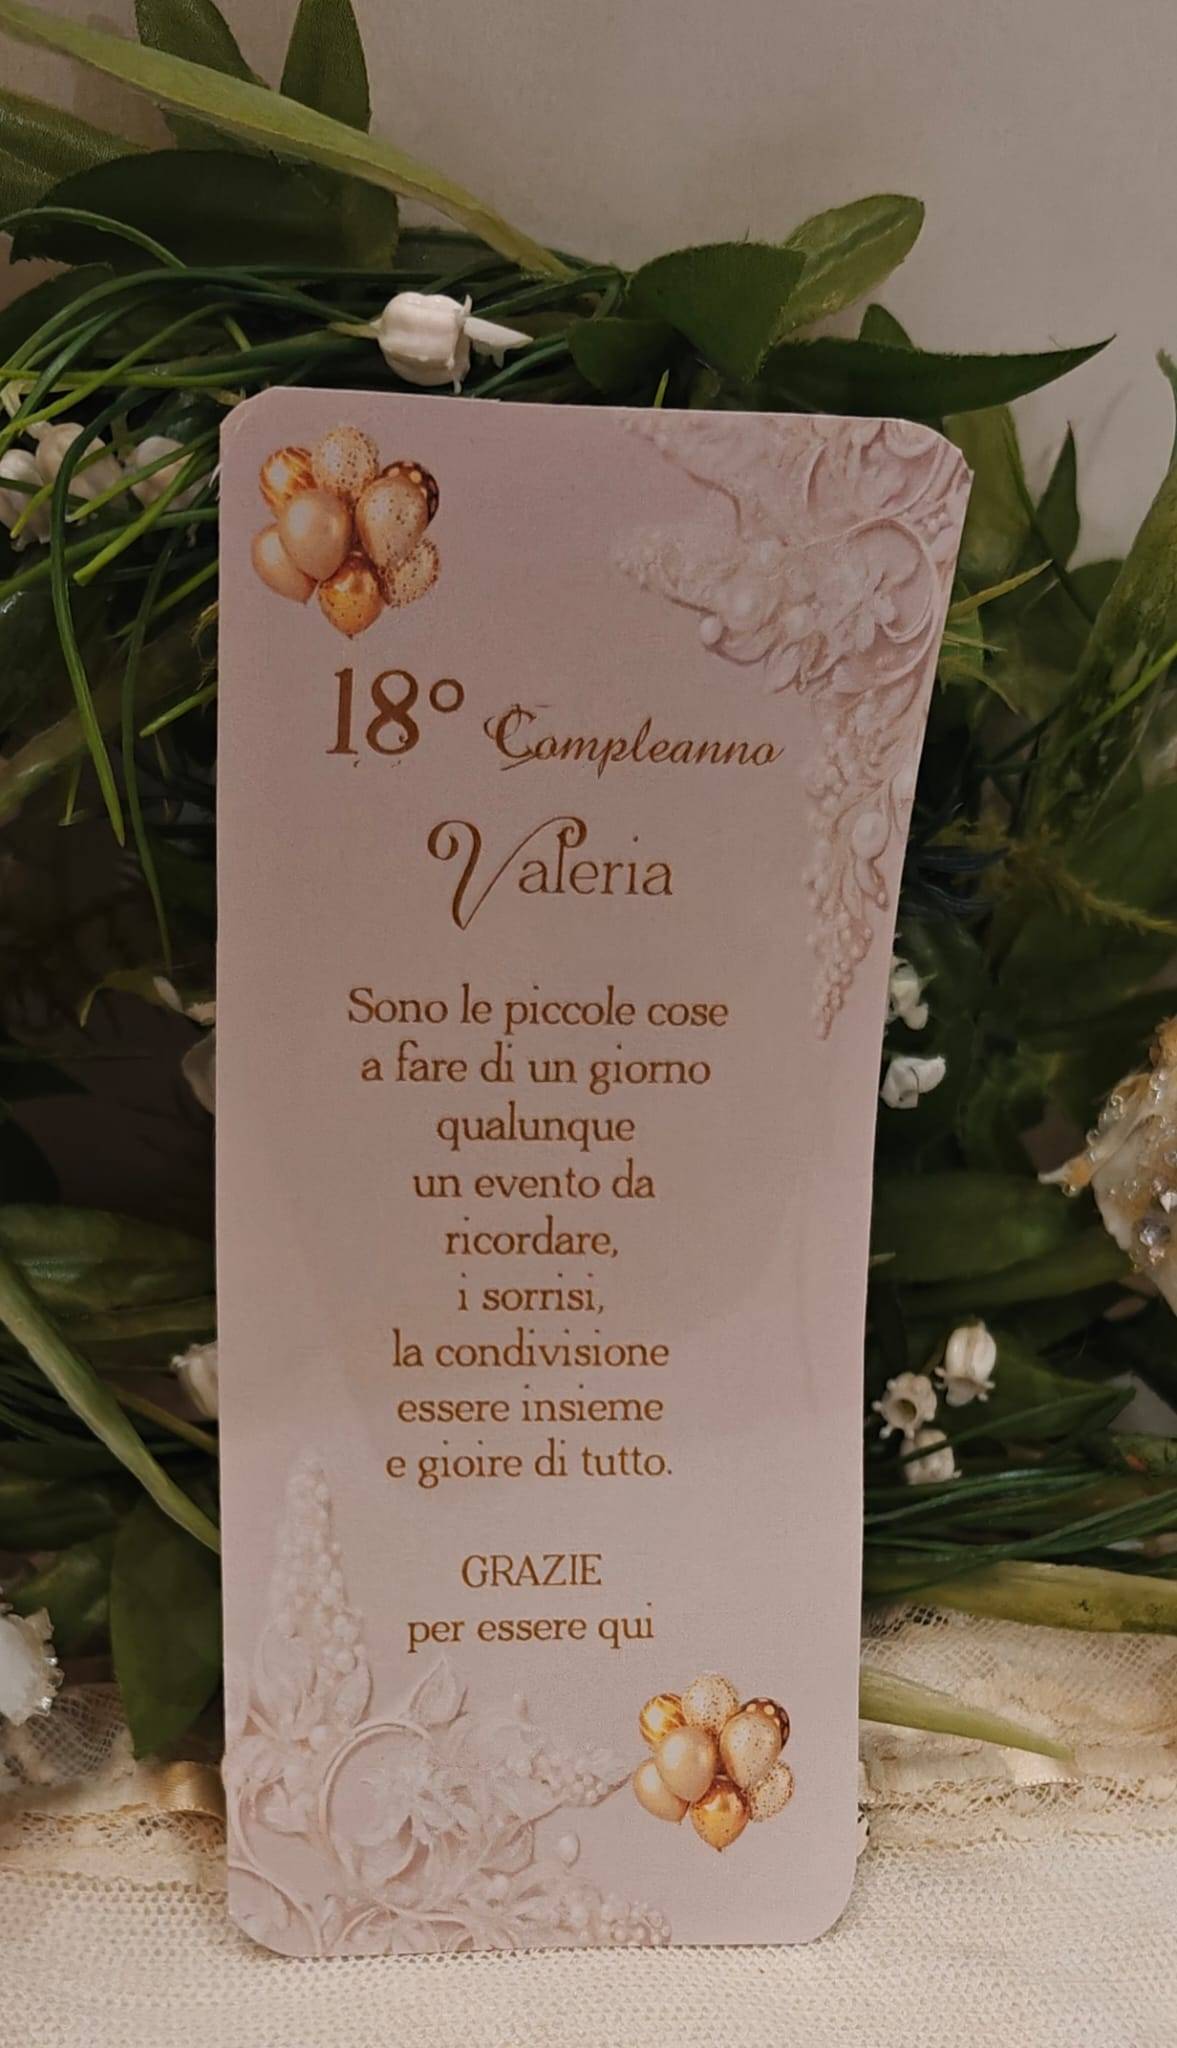 18° Compleanno
Valeria
Sono le piccole cose
a fare di un giorno
qualunque
un evento da
ricordare,
i sorrisi,
la condivisione
essere insieme
e gioire di tutto.
GRAZIE
per essere qui